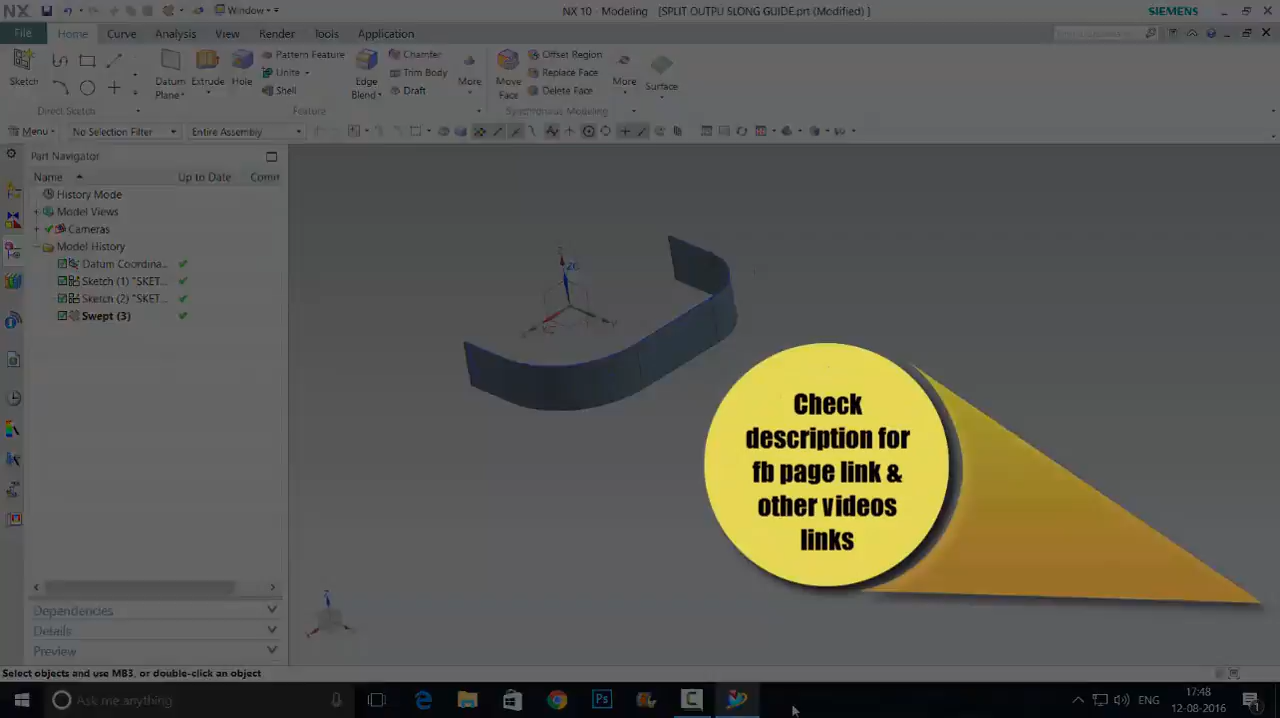 NX
Window
NX 10 - Modeling
[SPLIT OUTPU SLONG GUIDE.prt (Modified) ]
SIEMENS
File
Home
Curve
Analysis
View
Render
Tools
Application
Sketch
Datum
Plane
Extrude
Hole
Pattern Feature
Unite
Shell
Edge
Blend
Chamfer
Trim Body
Draft
More
Move
Face
Offset Region
Replace Face
Delete Face
More
Surface
Direct Sketch
Feature
Synchronous Modeling
Menu
No Selection Filter
Entire Assembly
Part Navigator
Name
Up to Date
Comm
History Mode
Model Views
Cameras
Model History
Datum Coordina...
Sketch (1) "SKET...
Sketch (2) "SKET...
Swept (3)
Check
description for
fb page link &
other videos
links
Dependencies
Details
Preview
Select objects and use MB3, or double-click an object
Ask me anything
Ps
ENG
17:48
12-08-2016